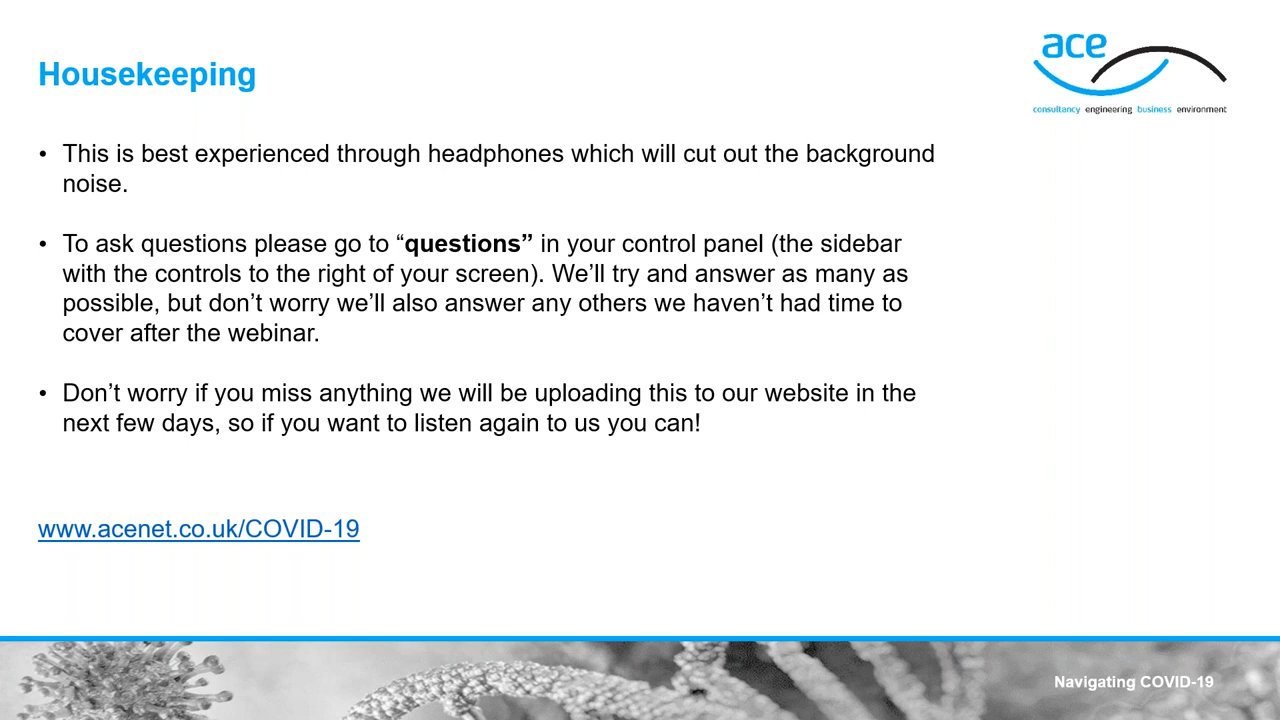 Housekeeping
ace
consultancy engineering business environment
• This is best experienced through headphones which will cut out the background
noise.
• To ask questions please go to “questions” in your control panel (the sidebar
with the controls to the right of your screen). We’ll try and answer as many as
possible, but don’t worry we’ll also answer any others we haven’t had time to
cover after the webinar.
• Don’t worry if you miss anything we will be uploading this to our website in the
next few days, so if you want to listen again to us you can!
www.acenet.co.uk/COVID-19
Navigating COVID-19